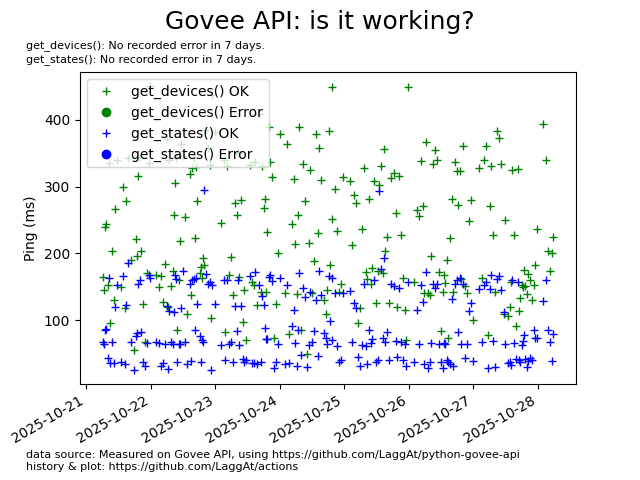 Govee API: is it working?
get_devices(): No recorded error in 7 days.
get_states(): No recorded error in 7 days.
get_devices() OK
get_devices() Error
get_states() OK
get_states() Error
Ping (ms)
400
300
200
100
2025-10-21
2025-10-22
2025-10-23
2025-10-24
2025-10-25
2025-10-26
2025-10-27
2025-10-28
data source: Measured on Govee API, using https://github.com/LaggAt/python-govee-api
history & plot: https://github.com/LaggAt/actions